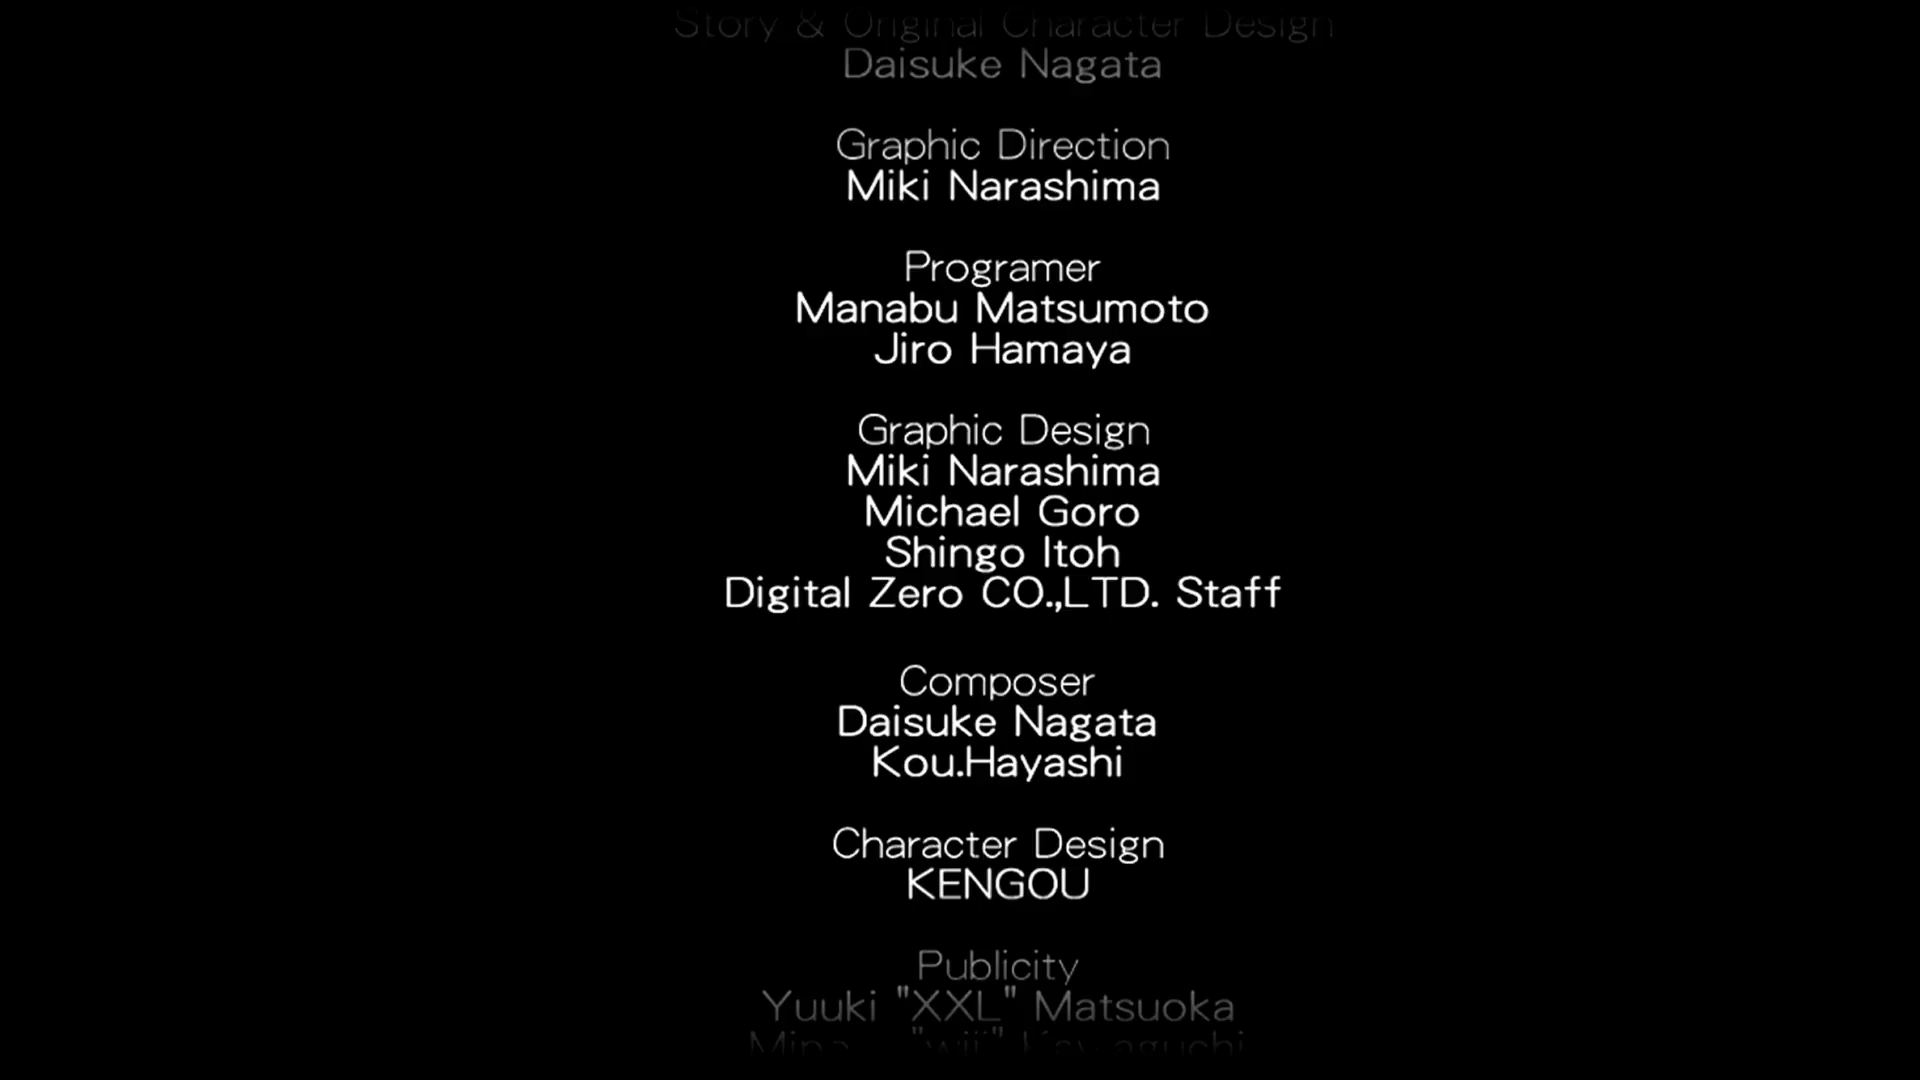 Story & Original Character Design
Daisuke Nagata
Graphic Direction
Miki Narashima
Programer
Manabu Matsumoto
Jiro Hamaya
Graphic Design
Miki Narashima
Michael Goro
Shingo Itoh
Digital Zero CO.,LTD. Staff
Composer
Daisuke Nagata
Kou.Hayashi
Character Design
KENGOU
Publicity
Yuuki "XXL" Matsuoka